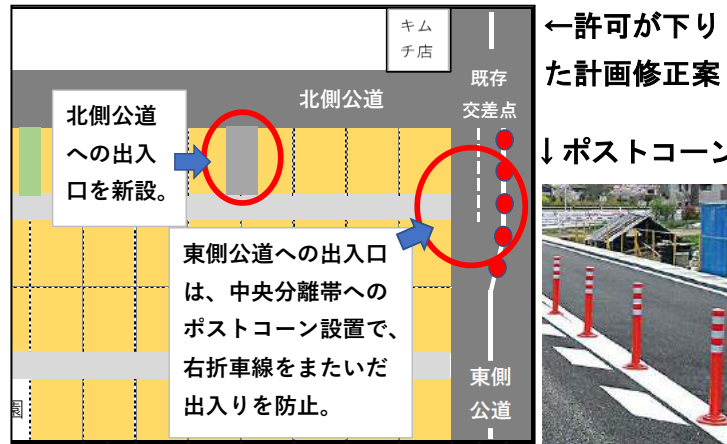 キム
チ店
←許可が下り
た計画修正案
既存
交差点
北側公道
北側公道
への出入
口を新設。
↓ポストコーン
東側公道への出入口
は、中央分離帯への
ポストコーン設置で、
右折車線をまたいだ
出入りを防止。
東側
公道
園